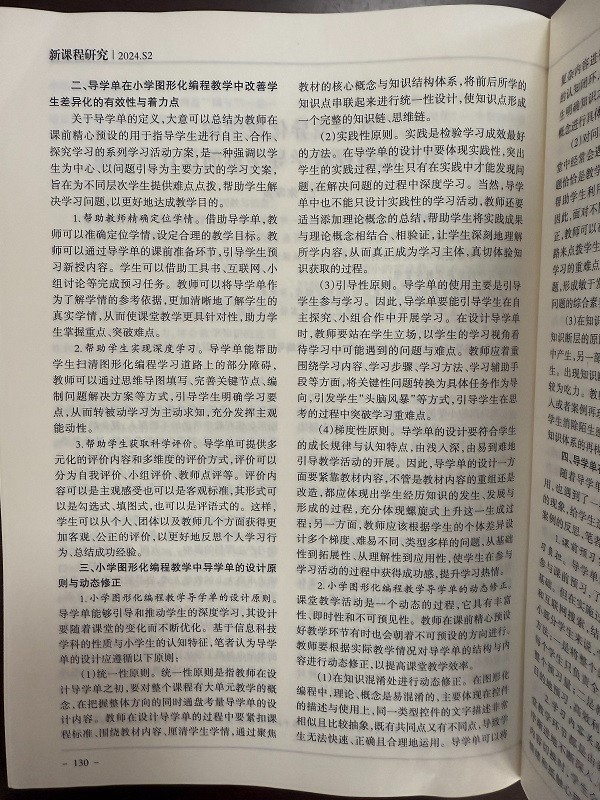 新课程研究 | 2024.S2
二、导学单在小学图形化编程教学中改善学
生差异化的有效性与着力点
关于导学单的定义,大意可以总结为教师在
课前精心预设的用于指导学生进行自主、合作、
探究学习的系列学习活动方案,是一种强调以学
生为中心、以问题引导为主要方式的学习文案,
旨在为不同层次学生提供难点点拨,帮助学生解
决学习问题,以更好地达成教学目的。
1.帮助教师精确定位学情。借助导学单,教
师可以准确定位学情,设定合理的教学目标。教
师可以通过导学单的课前准备环节,引导学生预
习新授内容。学生可以借助工具书、互联网、小
组讨论等完成预习任务。教师可以将导学单作
为了解学情的参考依据,更加清晰地了解学生的
真实学情,从而使课堂教学更具针对性,助力学
生掌握重点、突破难点。
2.帮助学生实现深度学习。导学单能帮助
学生扫清图形化编程学习道路上的部分障碍,
教师可以通过思维导图填写、完善关键节点、编
制问题解决方案等方式,引导学生明确学习要
点,从而转被动学习为主动求知,充分发挥主观
能动性。
3.帮助学生获取科学评价。导学单可提供多
元化的评价内容和多维度的评价方式,评价可以
分为自我评价、小组评价、教师点评等。评价内
容可以是主观感受也可以是客观标准,其形式可
以是勾选式、填图式,也可以是评语式的。这样,
学生可以从个人、团体以及教师几个方面获得更
加客观、公正的评价,以更好地反思个人学习行
为、总结成功经验。
三、小学图形化编程教学中导学单的设计原
则与动态修正
1.小学图形化编程教学导学单的设计原则。
导学单能够引导和推动学生的深度学习,其设计
要随着课堂的变化而不断优化。基于信息科技
学科的性质与小学生的认知特征,笔者认为导学
单的设计应遵循以下原则:
(1)统一性原则。统一性原则是指教师在设
计导学单之初,要对整个课程有大单元教学的概
念,在把握整体方向的同时通盘考量导学单的设
计内容。教师在设计导学单的过程中要紧扣课
程标准、围绕教材内容、厘清学生学情,通过聚焦
教材的核心概念与知识结构体系,将前后所学的
知识点串联起来进行统一性设计,使知识点形成
一个完整的知识链、思维链。
(2)实践性原则。实践是检验学习成效最好
的方法。在导学单的设计中要体现实践性,突出
学生的实践过程,学生只有在实践中才能发现问
题,在解决问题的过程中深度学习。当然,导学
单中也不能只设计实践性的学习活动,教师还要
适当添加理论概念的总结,帮助学生将实践成果
与理论概念相结合、相验证,让学生深刻地理解
所学内容,从而真正成为学习主体,真切体验知
识获取的过程。
(3)引导性原则。导学单的使用主要是引导
学生参与学习。因此,导学单要能引导学生在自
主探究、小组合作中开展学习。在设计导学单
时,教师要站在学生立场,以学生的学习视角看
待学习中可能遇到的问题与难点。教师应着重
围绕学习内容、学习步骤、学习方法、学习辅助手
段等方面,将关键性问题转换为具体任务作为导
向,引发学生“头脑风暴”等方式,引导学生在思
考的过程中突破学习重难点。
(4)梯度性原则。导学单的设计要符合学生
的成长规律与认知特点,由浅入深,由易到难地
引导教学活动的开展。因此,导学单的设计一方
面要紧靠教材内容,不管是教材内容的重组还是
改造,都应体现出学生经历知识的发生、发展与
形成的过程,充分体现螺旋式上升这一生成过
程;另一方面,教师应该根据学生的个体差异设
计多个梯度、难易不同、类型多样的问题,从基础
性到拓展性、从理解性到应用性,使学生在参与
学习活动的过程中获得成功感,提升学习热情。
2.小学图形化编程教学导学单的动态修正。
课堂教学活动是一个动态的过程,它具有丰富
性、即时性和不可预见性。教师在课前精心预设
好教学环节有时也会朝着不可预设的方向进行,
教师要根据实际教学情况对导学单的结构与内
容进行动态修正,以提高课堂教学效率。
(1)在知识混淆处进行动态修正。在图形化
编程中,理论、概念是易混淆的,主要体现在控件
的描述与使用上,同一类型控件的文字描述非常
相似且比较抽象,既有共同点又有不同点,导致学
生无法快速、正确且合理地运用。导学单可以将
- 130 -